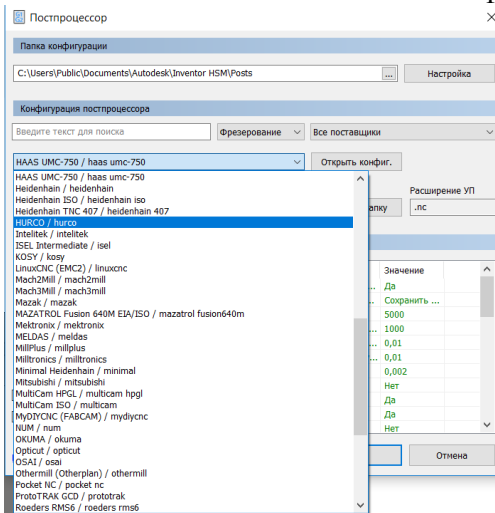 Постпроцессор
Папка конфигурации
C:\Users\Public\Documents\Autodesk\Inventor HSM\Posts ... Настройка
Конфигурация постпроцессора
Введите текст для поиска Фрезерование Все поставщики
HAAS UMC-750 / haas umc-750 Открыть конфиг.
HAAS UMC-750 / haas umc-750
Heidenhain / heidenhain
Расширение УП
Heidenhain ISO / heidenhain iso
Heidenhain TNC 407 / heidenhain 407
.nc
HURCO / hurco
Intelitek / intelitek
ISEL Intermediate / isel
KOSY / kosy
LinuxCNC (EMC2) / linuxcnc
Значение
Mach2Mill / mach2mill
... Да
Mach3Mill / mach3mill
Mazak / mazak
... Сохранить ...
MAZATROL Fusion 640M EIA/ISO / mazatrol fusion640m
5000
Mektronix / mektronix
... 1000
MELDAS / meldas
... 0,01
MillPlus / millplus
Milltronics / milltronics
... 0,01
Minimal Heidenhain / minimal
0,002
Mitsubishi / mitsubishi
Нет
MultiCam HPGL / multicam hpgl
Да
MultiCam ISO / multicam
MyDIYCNC (FABCAM) / mydiycnc
Да
NUM / num
Нет
OKUMA / okuma
Opticut / opticut
OSAI / osai
Отмена
Othermill (Otherplan) / othermill
Pocket NC / pocket nc
ProtoTRAK GCD / prototrak
Roeders RMS6 / roeders rms6